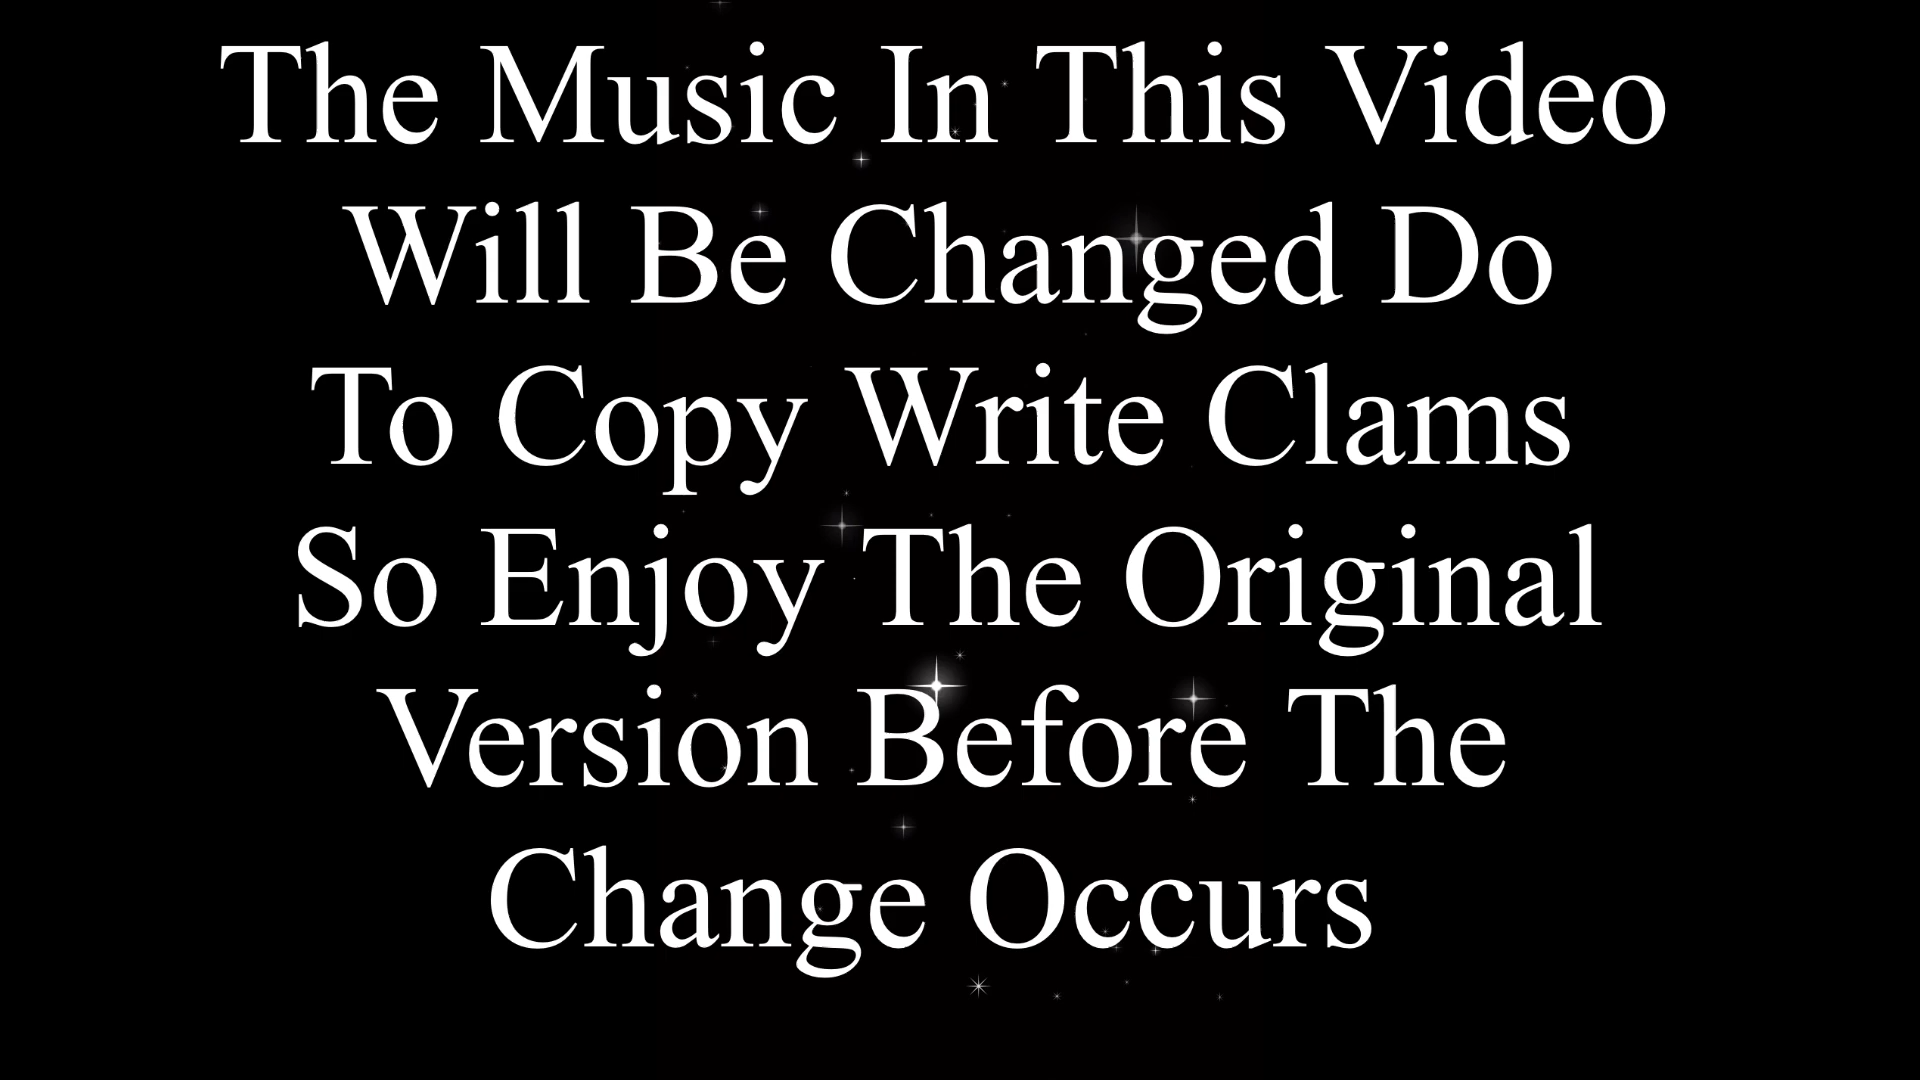 The Music In This Video
Will Be Changed Do
To Copy Write Clams
So Enjoy The Original
Version Before The
Change Occurs